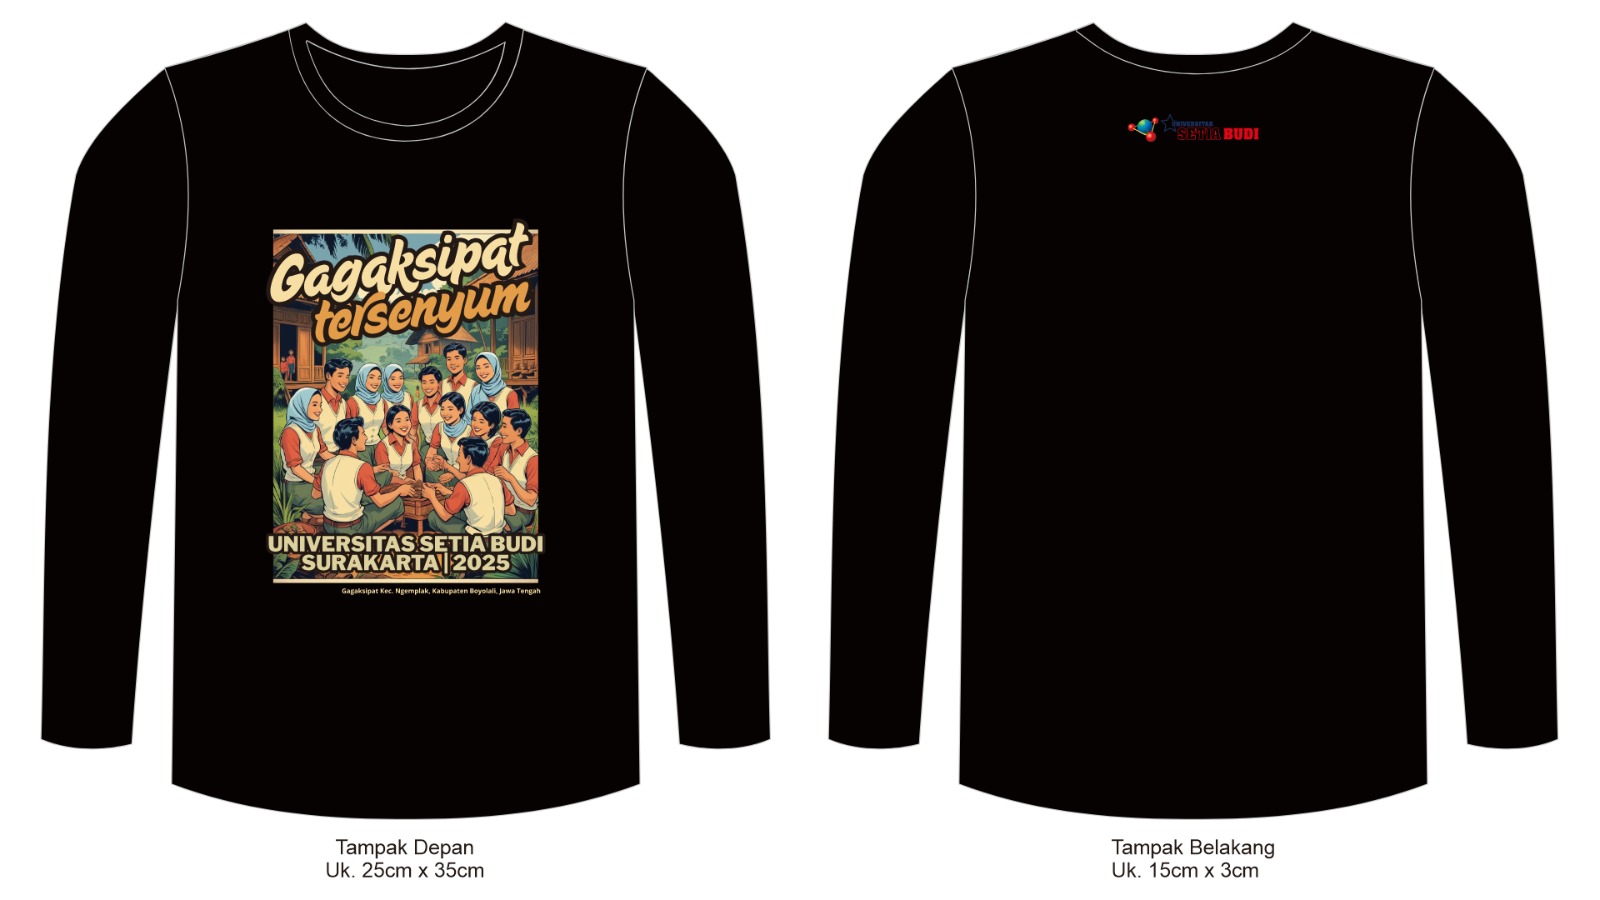 Gagaksipat
tersenyum
UNIVERSITAS SETIA BUDI
SURAKARTA | 2025
Gagaksipat Kec. Ngemplak, Kabupaten Boyolali, Jawa Tengah
Tampak Depan
Uk. 25cm x 35cm
UNIVERSITAS
SETIA BUDI
Tampak Belakang
Uk. 15cm x 3cm